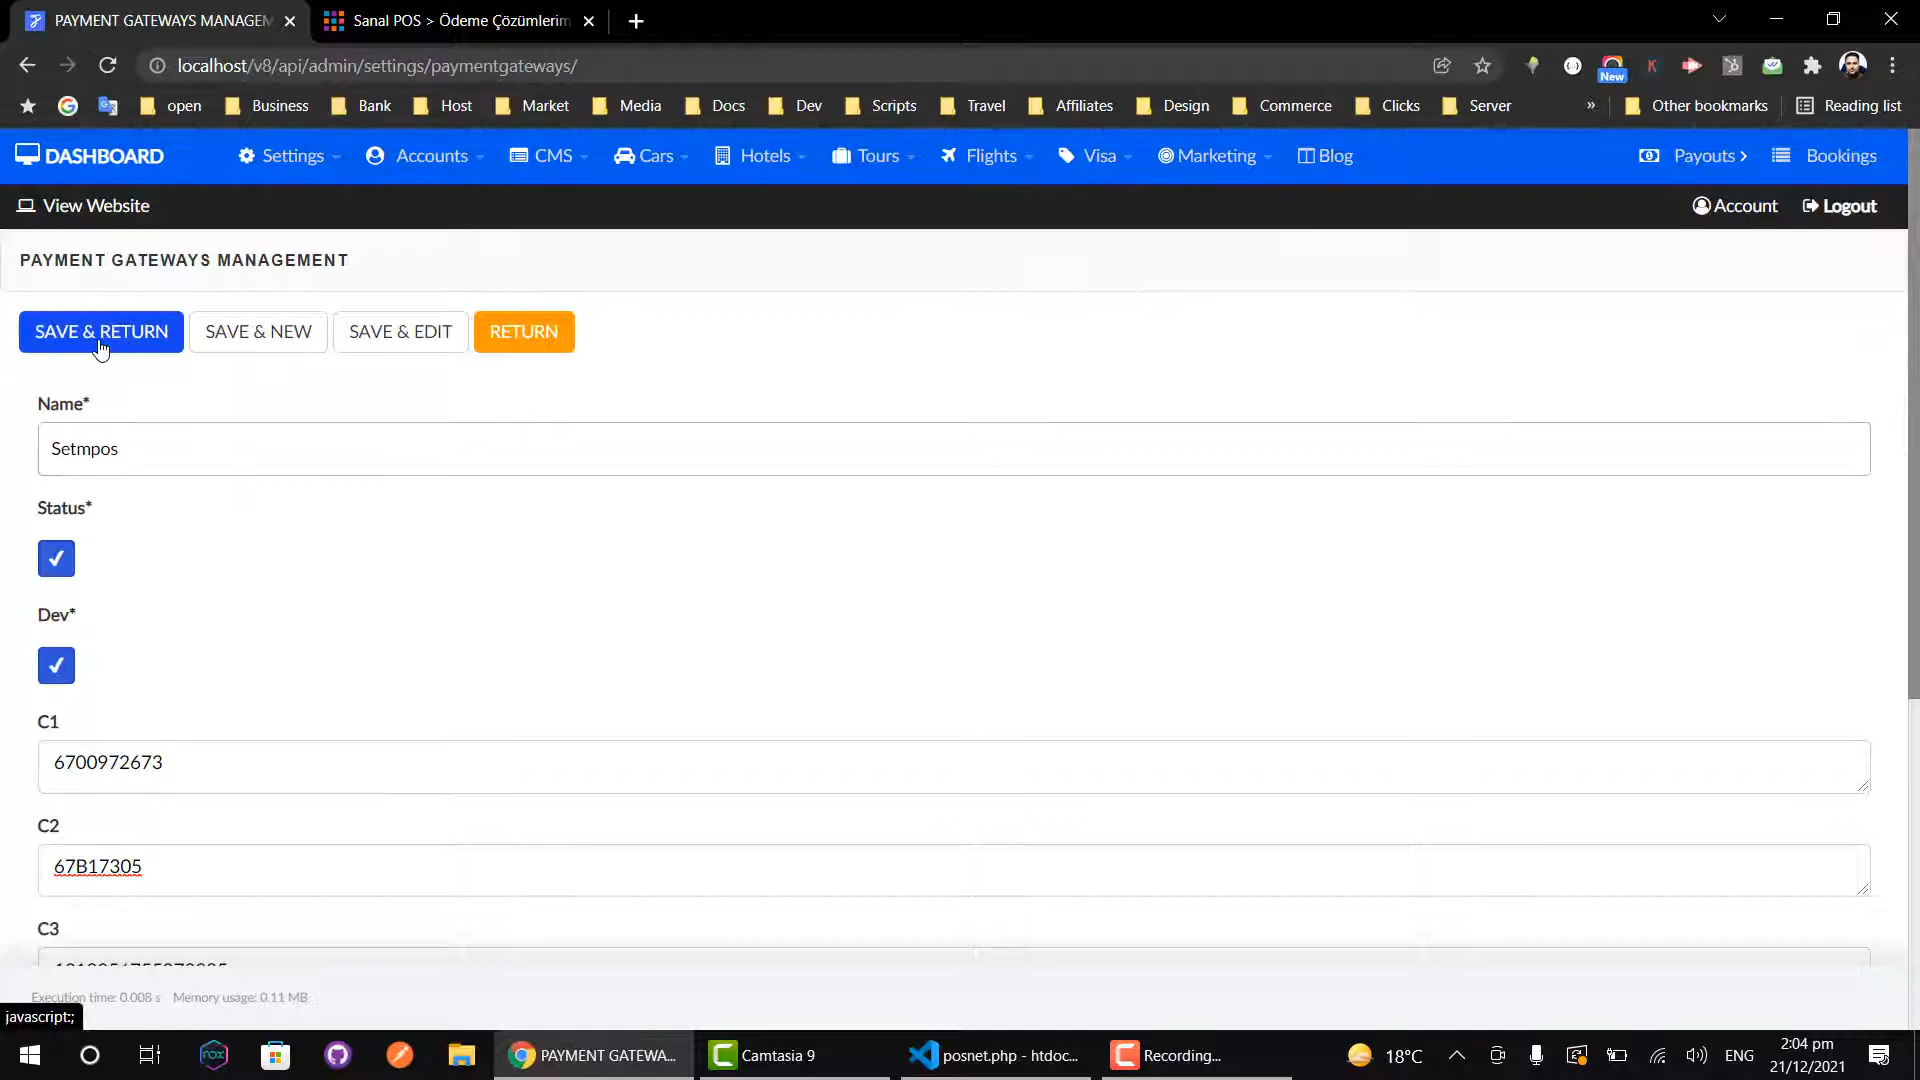 PAYMENT GATEWAYS MANAGEM
Sanal POS > Ödeme Çözümlerim
localhost/v8/api/admin/settings/paymentgateways/
New
open
Business
Bank
Host
Market
Media
Docs
Dev
Scripts
Travel
Affiliates
Design
Commerce
Clicks
Server
»
Other bookmarks
Reading list
DASHBOARD
Settings
Accounts
CMS
Cars
Hotels
Tours
Flights
Visa
Marketing
Blog
Payouts
Bookings
View Website
Account
Logout
PAYMENT GATEWAYS MANAGEMENT
SAVE & RETURN
SAVE & NEW
SAVE & EDIT
RETURN
Name*
Setmpos
Status*
Dev*
C1
6700972673
C2
67B17305
C3
Execution time: 0.008 s Memory usage: 0.11 MB
javascript:;
nox
PAYMENT GATEWA...
Camtasia 9
posnet.php - htdoc...
Recording...
18°C
ENG
2:04 pm
21/12/2021